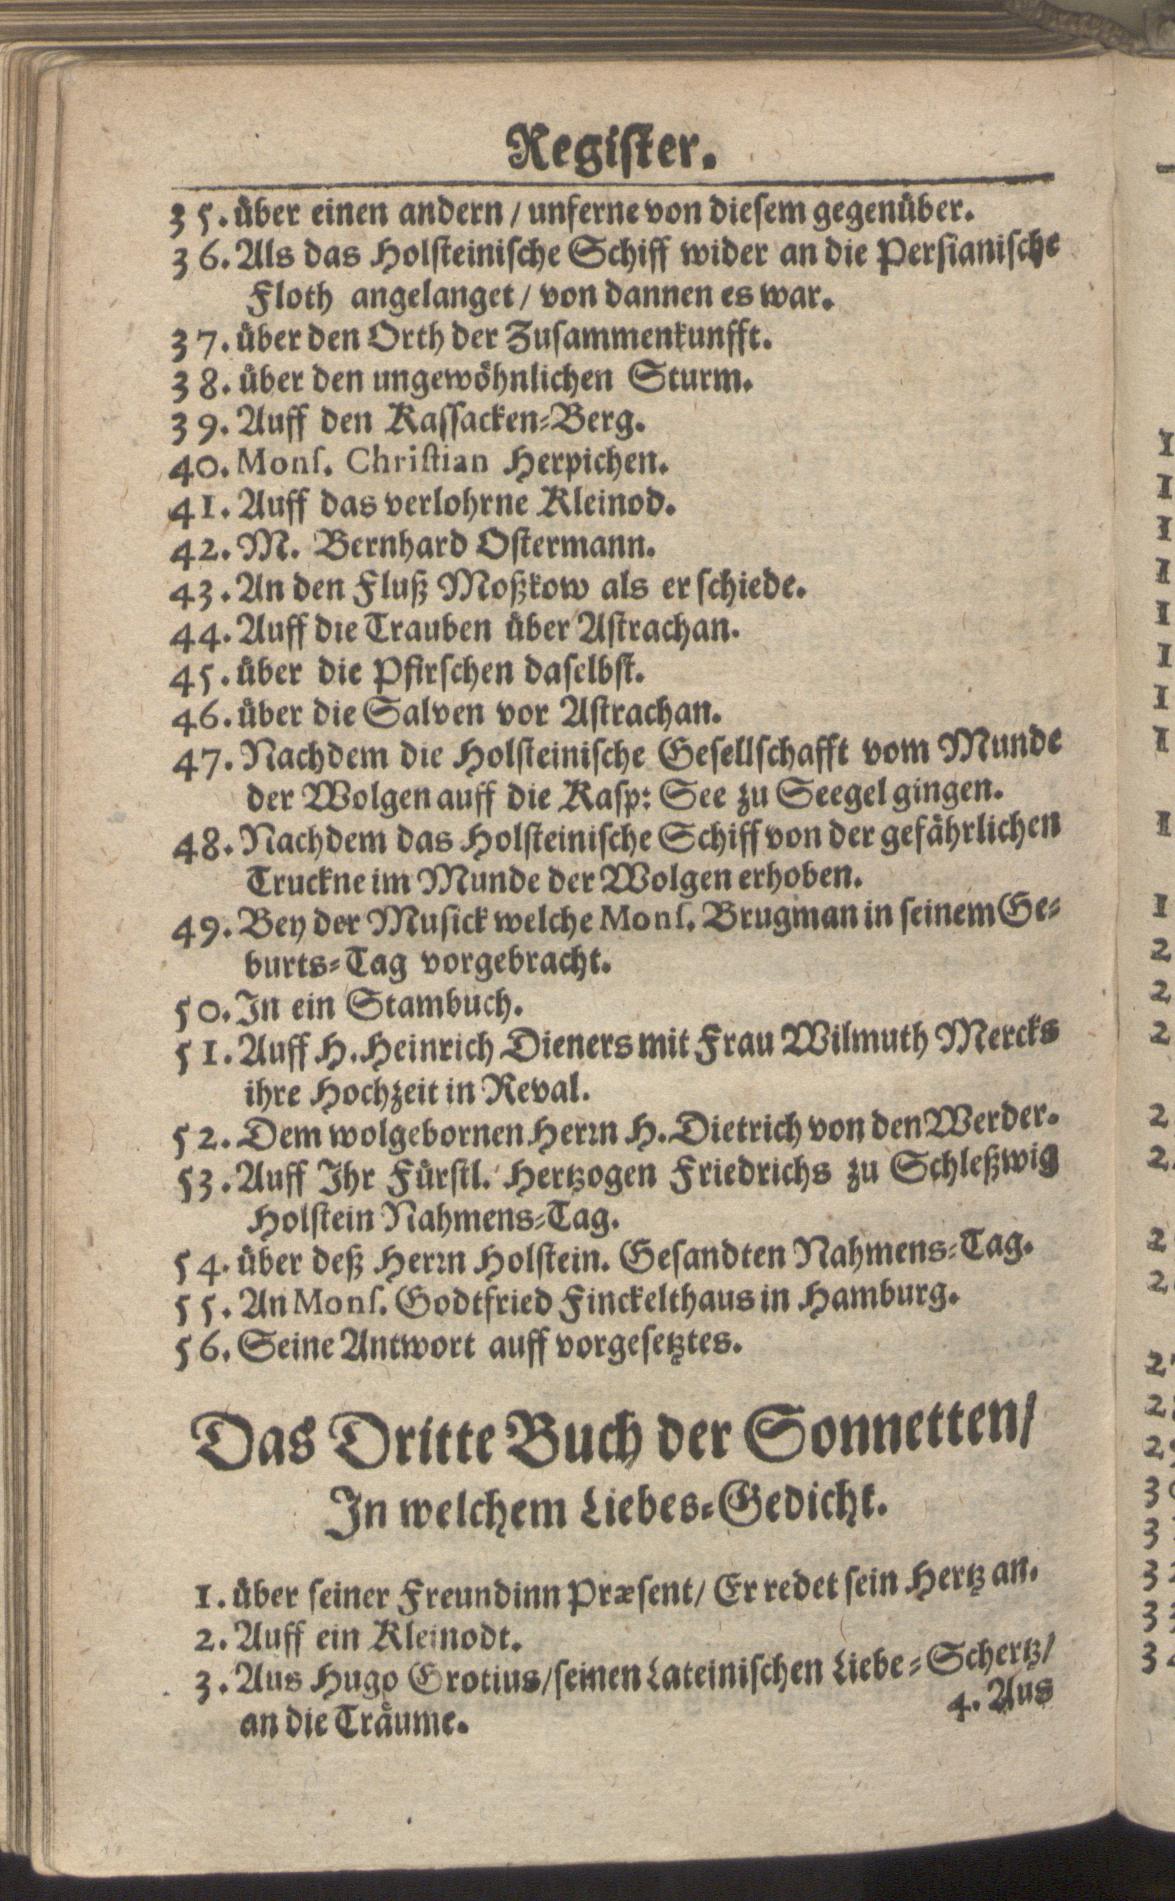 Register.
35. über einen andern / unferne von diesem gegenüber.
36. Als das Holsteinische Schiff wider an die Persianische
Floth angelanget / von dannen es war.
37. über den Orth der Zusammenkunfft.
38. über den ungewöhnlichen Sturm.
39. Auff den Kassacken-Berg.
40. Mons. Christian Herpichen.
41. Auff das verlohrne Kleinod.
42. M. Bernhard Ostermann.
43. An den Fluß Moßkow als er schiede.
44. Auff die Trauben über Astrachan.
45. über die Pfirschen daselbst.
46. über die Salven vor Astrachan.
47. Nachdem die Holsteinische Gesellschafft vom Munde
der Wolgen auff die Kasp: See zu Seegel gingen.
48. Nachdem das Holsteinische Schiff von der gefährlichen
Truckne im Munde der Wolgen erhoben.
49. Bey der Musick welche Mons. Brugman in seinem Ge-
burts-Tag vorgebracht.
50. In ein Stambuch.
51. Auff H. Heinrich Dieners mit Frau Wilmuth Mercks
ihre Hochzeit in Reval.
52. Dem wolgebornen Herrn H. Dietrich von den Werder.
53. Auff Ihr Fürstl. Hertzogen Friedrichs zu Schleßwig
Holstein Nahmens-Tag.
54. über deß Herrn Holstein. Gesandten Nahmens-Tag.
55. An Mons. Godtfried Finckelthaus in Hamburg.
56. Seine Antwort auff vorgesetztes.
Das Dritte Buch der Sonnetten /
In welchem Liebes-Gedicht.
1. über seiner Freundinn Præsent / Er redet sein Hertz an.
2. Auff ein Kleinodt.
3. Aus Hugo Grotius / seinen Lateinischen Liebe-Schertz /
an die Träume.
4. Aus